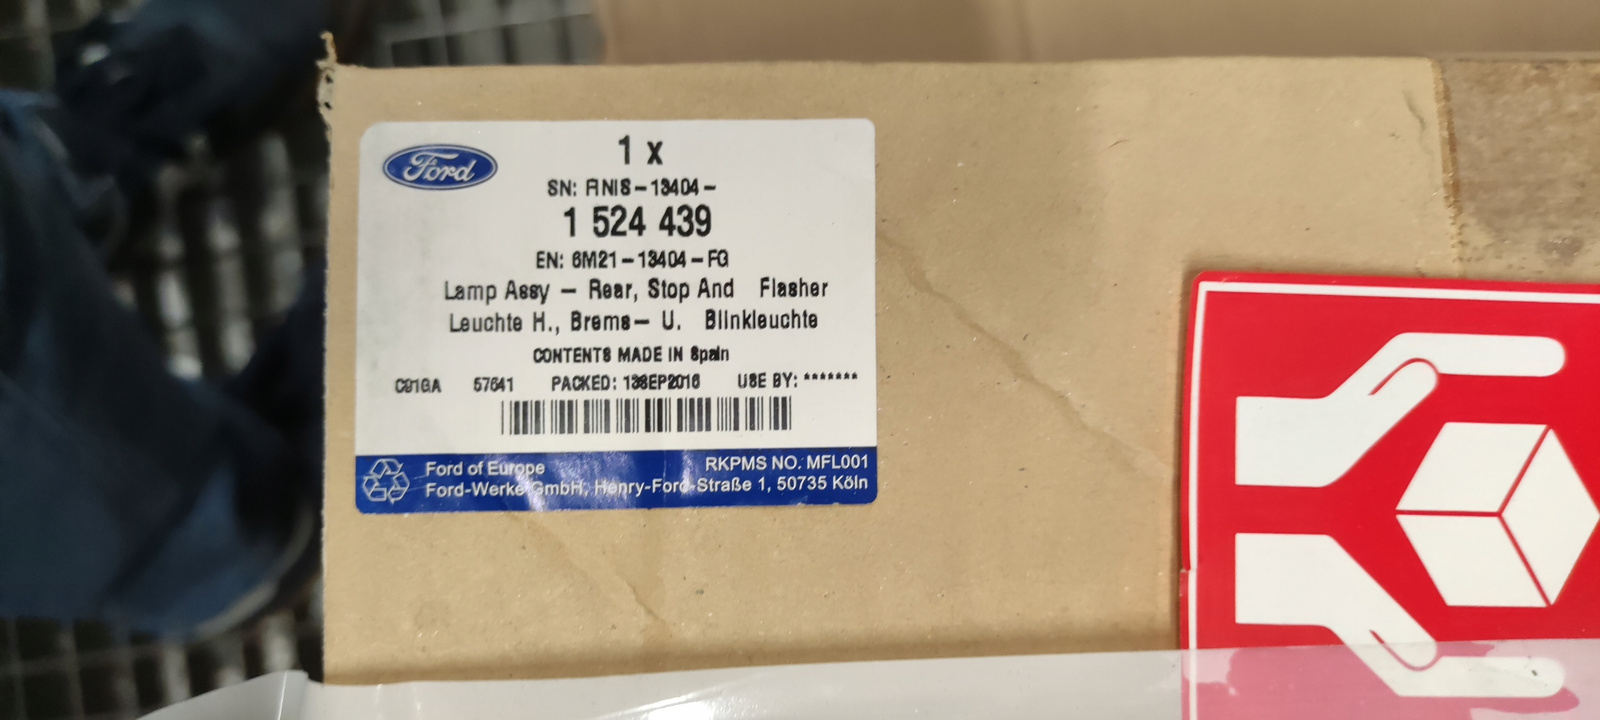 Ford
1 x
SN: FINIS-13404-
1 524 439
EN: 6M21-13404-FG
Lamp Assy - Rear, Stop And Flasher
Leuchte H., Brems- U. Blinkleuchte
CONTENTS MADE IN Spain
C91GA 57641 PACKED: 13SEP2016 USE BY: *******
Ford of Europe RKPMS NO. MFL001
Ford-Werke GmbH, Henry-Ford-Straße 1, 50735 Köln